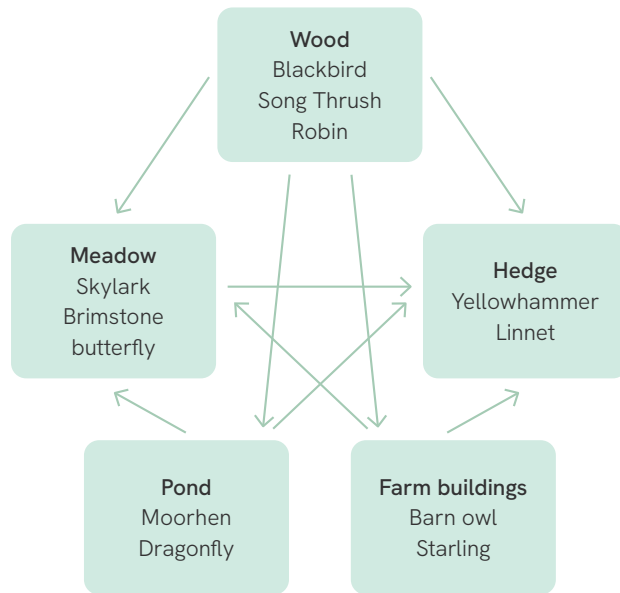 Wood
Blackbird
Song Thrush
Robin
Meadow
Skylark
Brimstone
butterfly
Hedge
Yellowhammer
Linnet
Pond
Moorhen
Dragonfly
Farm buildings
Barn owl
Starling